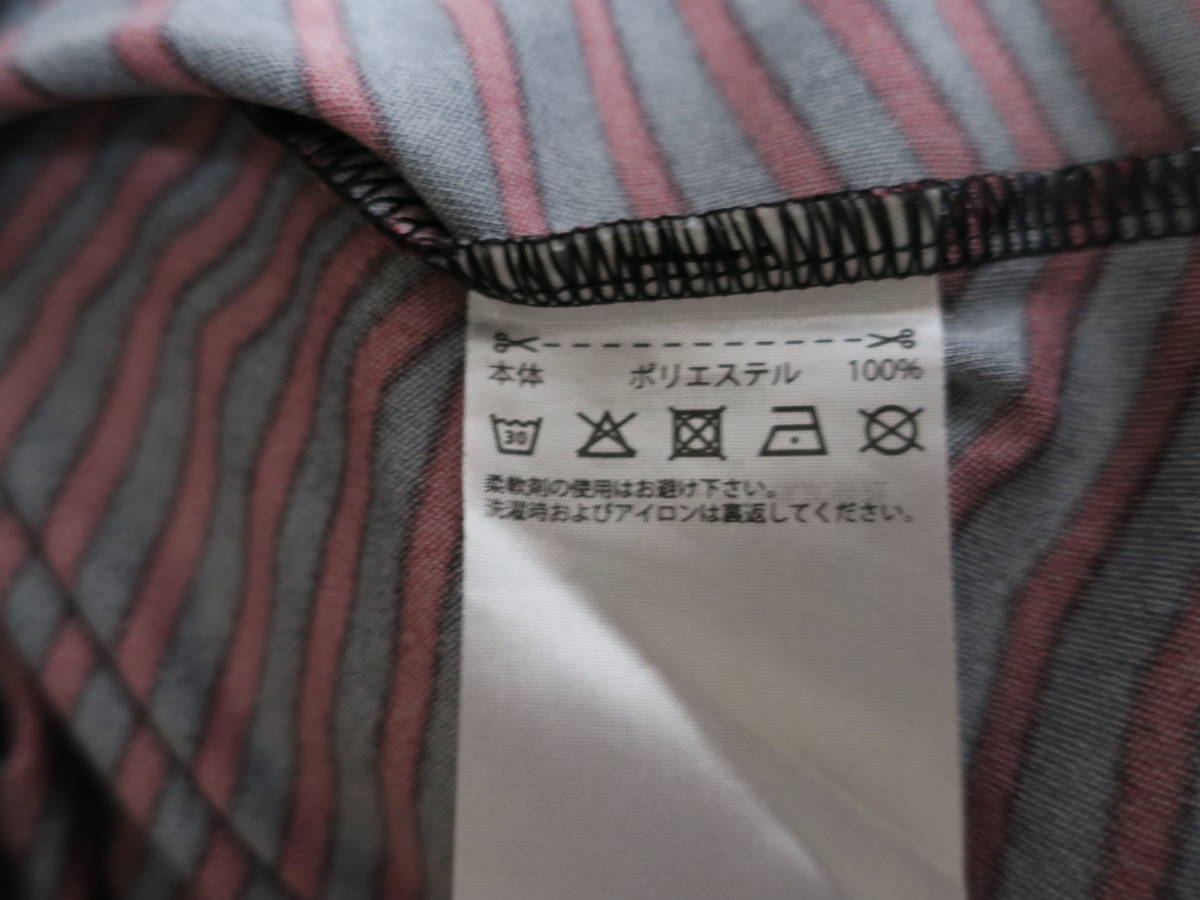 本体 ポリエステル 100%
30
柔軟剤の使用はお避け下さい。
洗濯時およびアイロンは裏返してください。